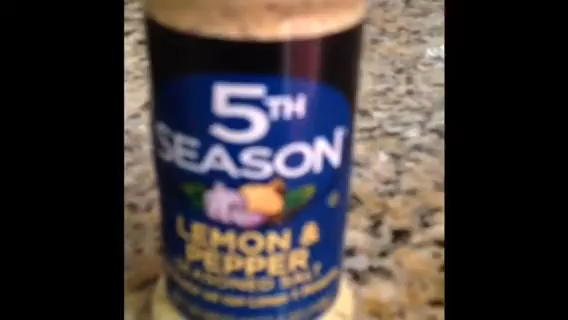 5TH
SEASON
LEMON &
PEPPER
SEASONED SALT